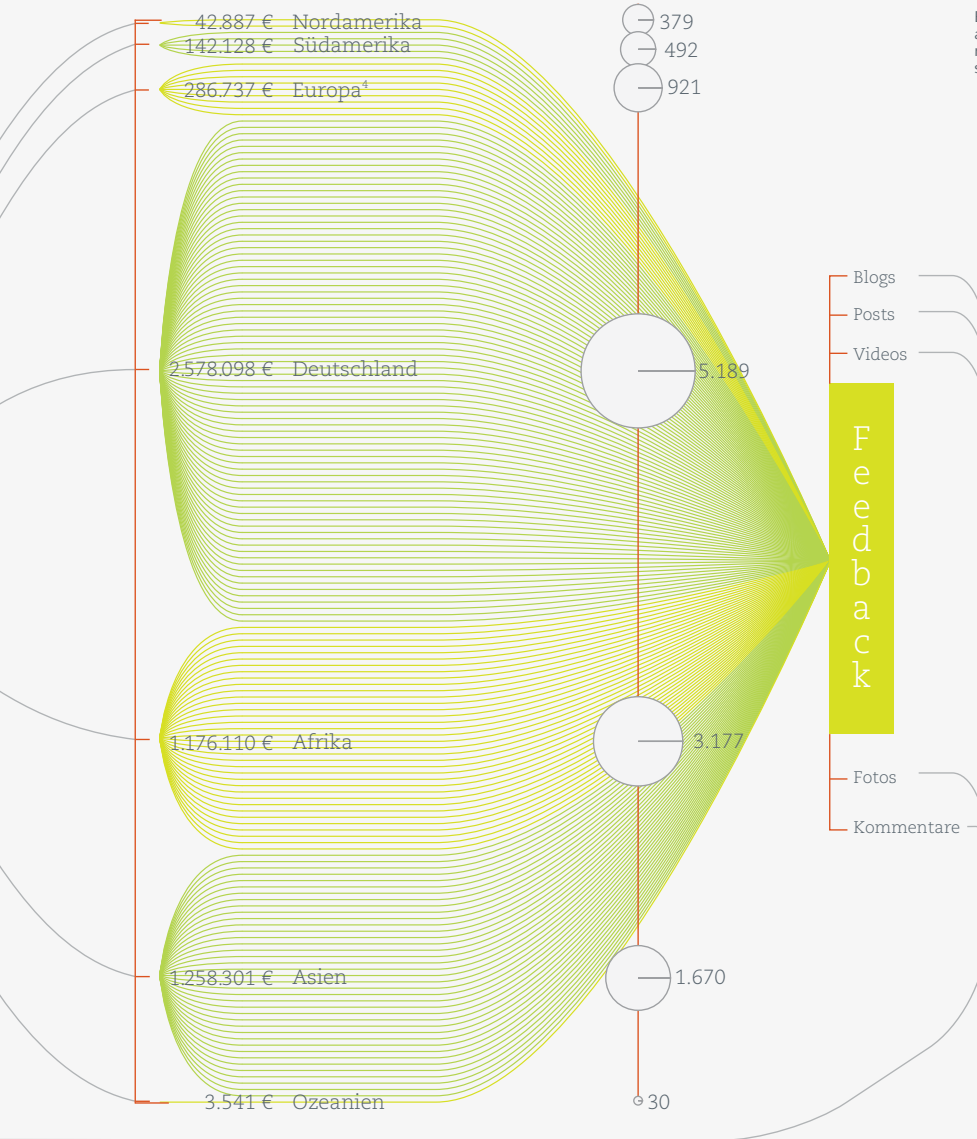 42.887 € Nordamerika 379
142.128 € Südamerika 492
286.737 € Europa⁴ 921
Blogs
Posts
Videos
2.578.098 € Deutschland 5.189
Feedback
1.176.110 € Afrika 3.177
Fotos
Kommentare
1.258.301 € Asien 1.670
3.541 € Ozeanien 30